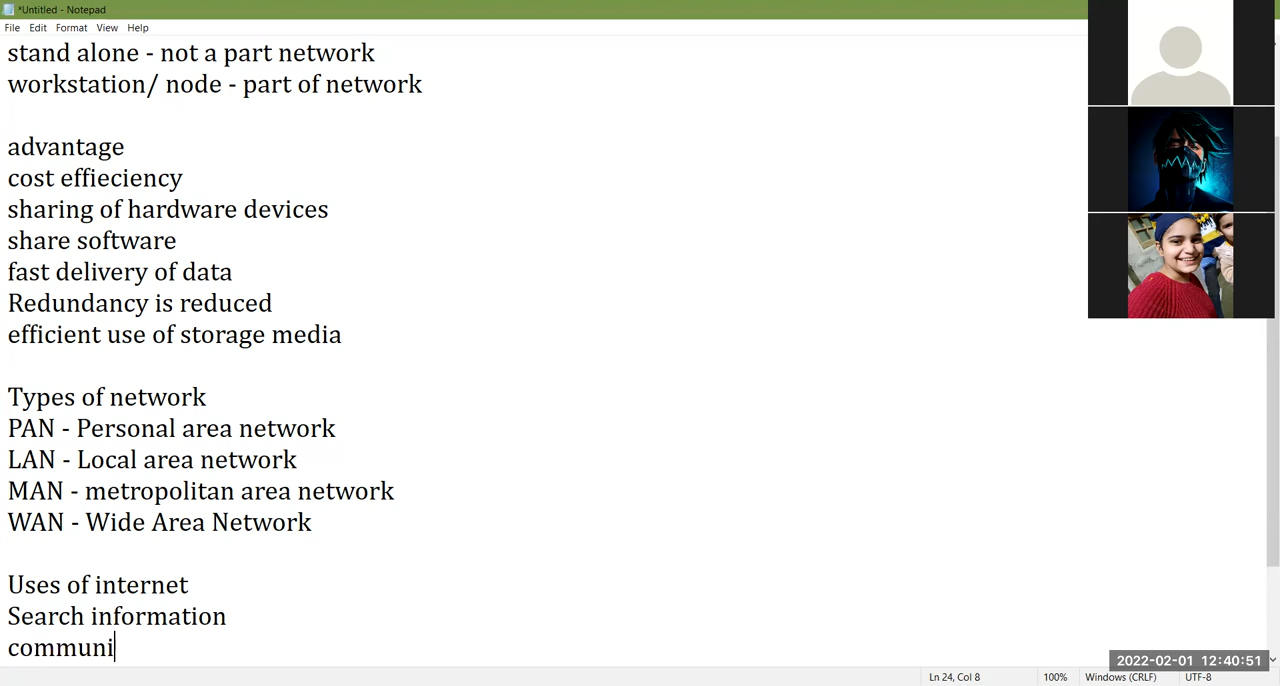 *Untitled - Notepad
File Edit Format View Help
stand alone - not a part network
workstation/ node - part of network
advantage
cost effieciency
sharing of hardware devices
share software
fast delivery of data
Redundancy is reduced
efficient use of storage media
Types of network
PAN - Personal area network
LAN - Local area network
MAN - metropolitan area network
WAN - Wide Area Network
Uses of internet
Search information
communi
2022-02-01 12:40:51
Ln 24, Col 8 100% Windows (CRLF) UTF-8